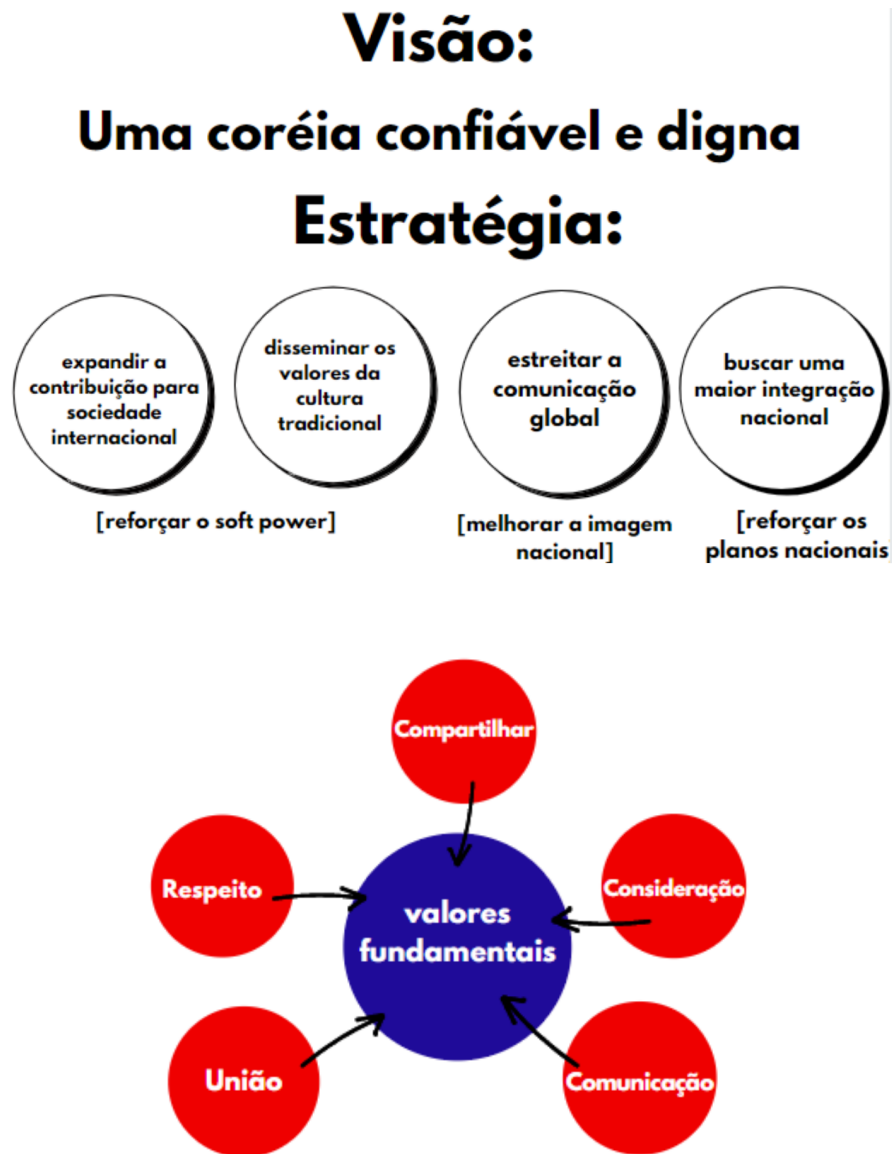 Visão:
Uma coréia confiável e digna
Estratégia:
expandir a
contribuição para
sociedade
internacional
disseminar os
valores da
cultura
tradicional
estreitar a
comunicação
global
buscar uma
maior integração
nacional
[reforçar o soft power]
[melhorar a imagem
nacional]
[reforçar os
planos nacionais
Compartilhar
Respeito
Consideração
valores
fundamentais
União
Comunicação